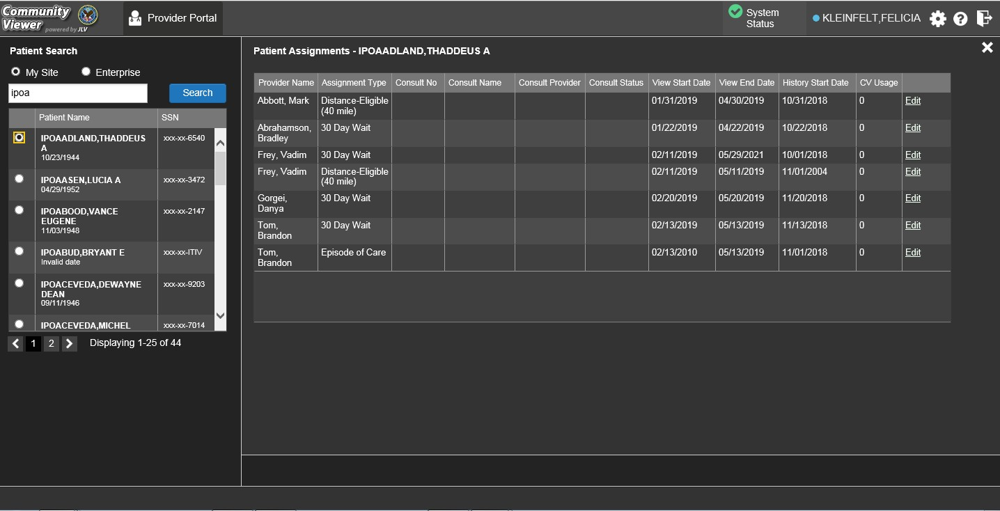 Community
Viewer powered by JLV
Provider Portal
System
Status
KLEINFELT,FELICIA
Patient Search
My Site Enterprise
ipoa Search
Patient Name SSN
IPOAADLAND,THADDEUS
A
10/23/1944
xxx-xx-6540
IPOAASEN,LUCIA A
04/29/1952
xxx-xx-3472
IPOABOOD,VANCE
EUGENE
11/03/1948
xxx-xx-2147
IPOABUD,BRYANT E
Invalid date
xxx-xx-ITIV
IPOACEVEDA,DEWAYNE
DEAN
09/11/1946
xxx-xx-9203
IPOACEVEDA,MICHEL xxx-xx-7014
1 2 Displaying 1-25 of 44
Patient Assignments - IPOAADLAND,THADDEUS A
Provider Name Assignment Type Consult No Consult Name Consult Provider Consult Status View Start Date View End Date History Start Date CV Usage
Abbott, Mark Distance-Eligible 01/31/2019 04/30/2019 10/31/2018 0 Edit
(40 mile)
Abrahamson, 30 Day Wait 01/22/2019 04/22/2019 10/22/2018 0 Edit
Bradley
Frey, Vadim 30 Day Wait 02/11/2019 05/29/2021 10/01/2018 0 Edit
Frey, Vadim Distance-Eligible 02/11/2019 05/11/2019 11/01/2004 0 Edit
(40 mile)
Gorgei, 30 Day Wait 02/20/2019 05/20/2019 11/20/2018 0 Edit
Danya
Tom, 30 Day Wait 02/13/2019 05/13/2019 11/13/2018 0 Edit
Brandon
Tom, Episode of Care 02/13/2010 05/13/2019 11/01/2018 0 Edit
Brandon